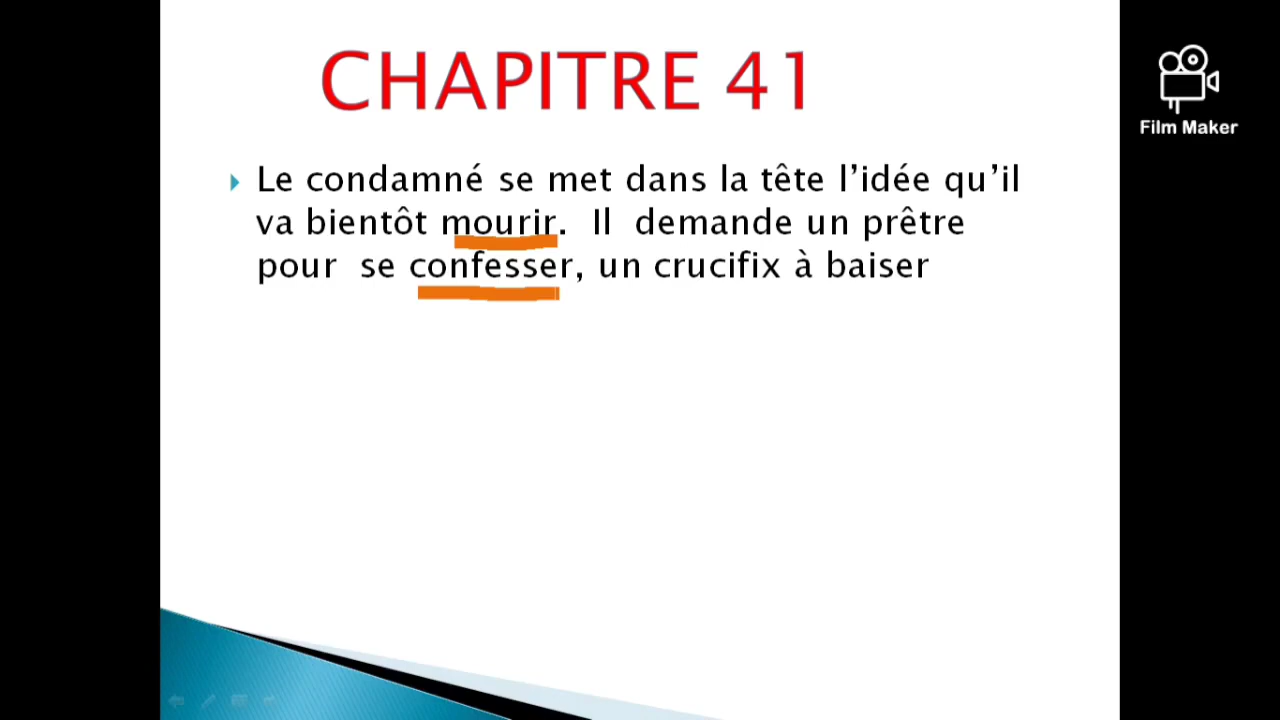 CHAPITRE 41
Film Maker
Le condamné se met dans la tête l’idée qu’il
va bientôt mourir. Il demande un prêtre
pour se confesser, un crucifix à baiser